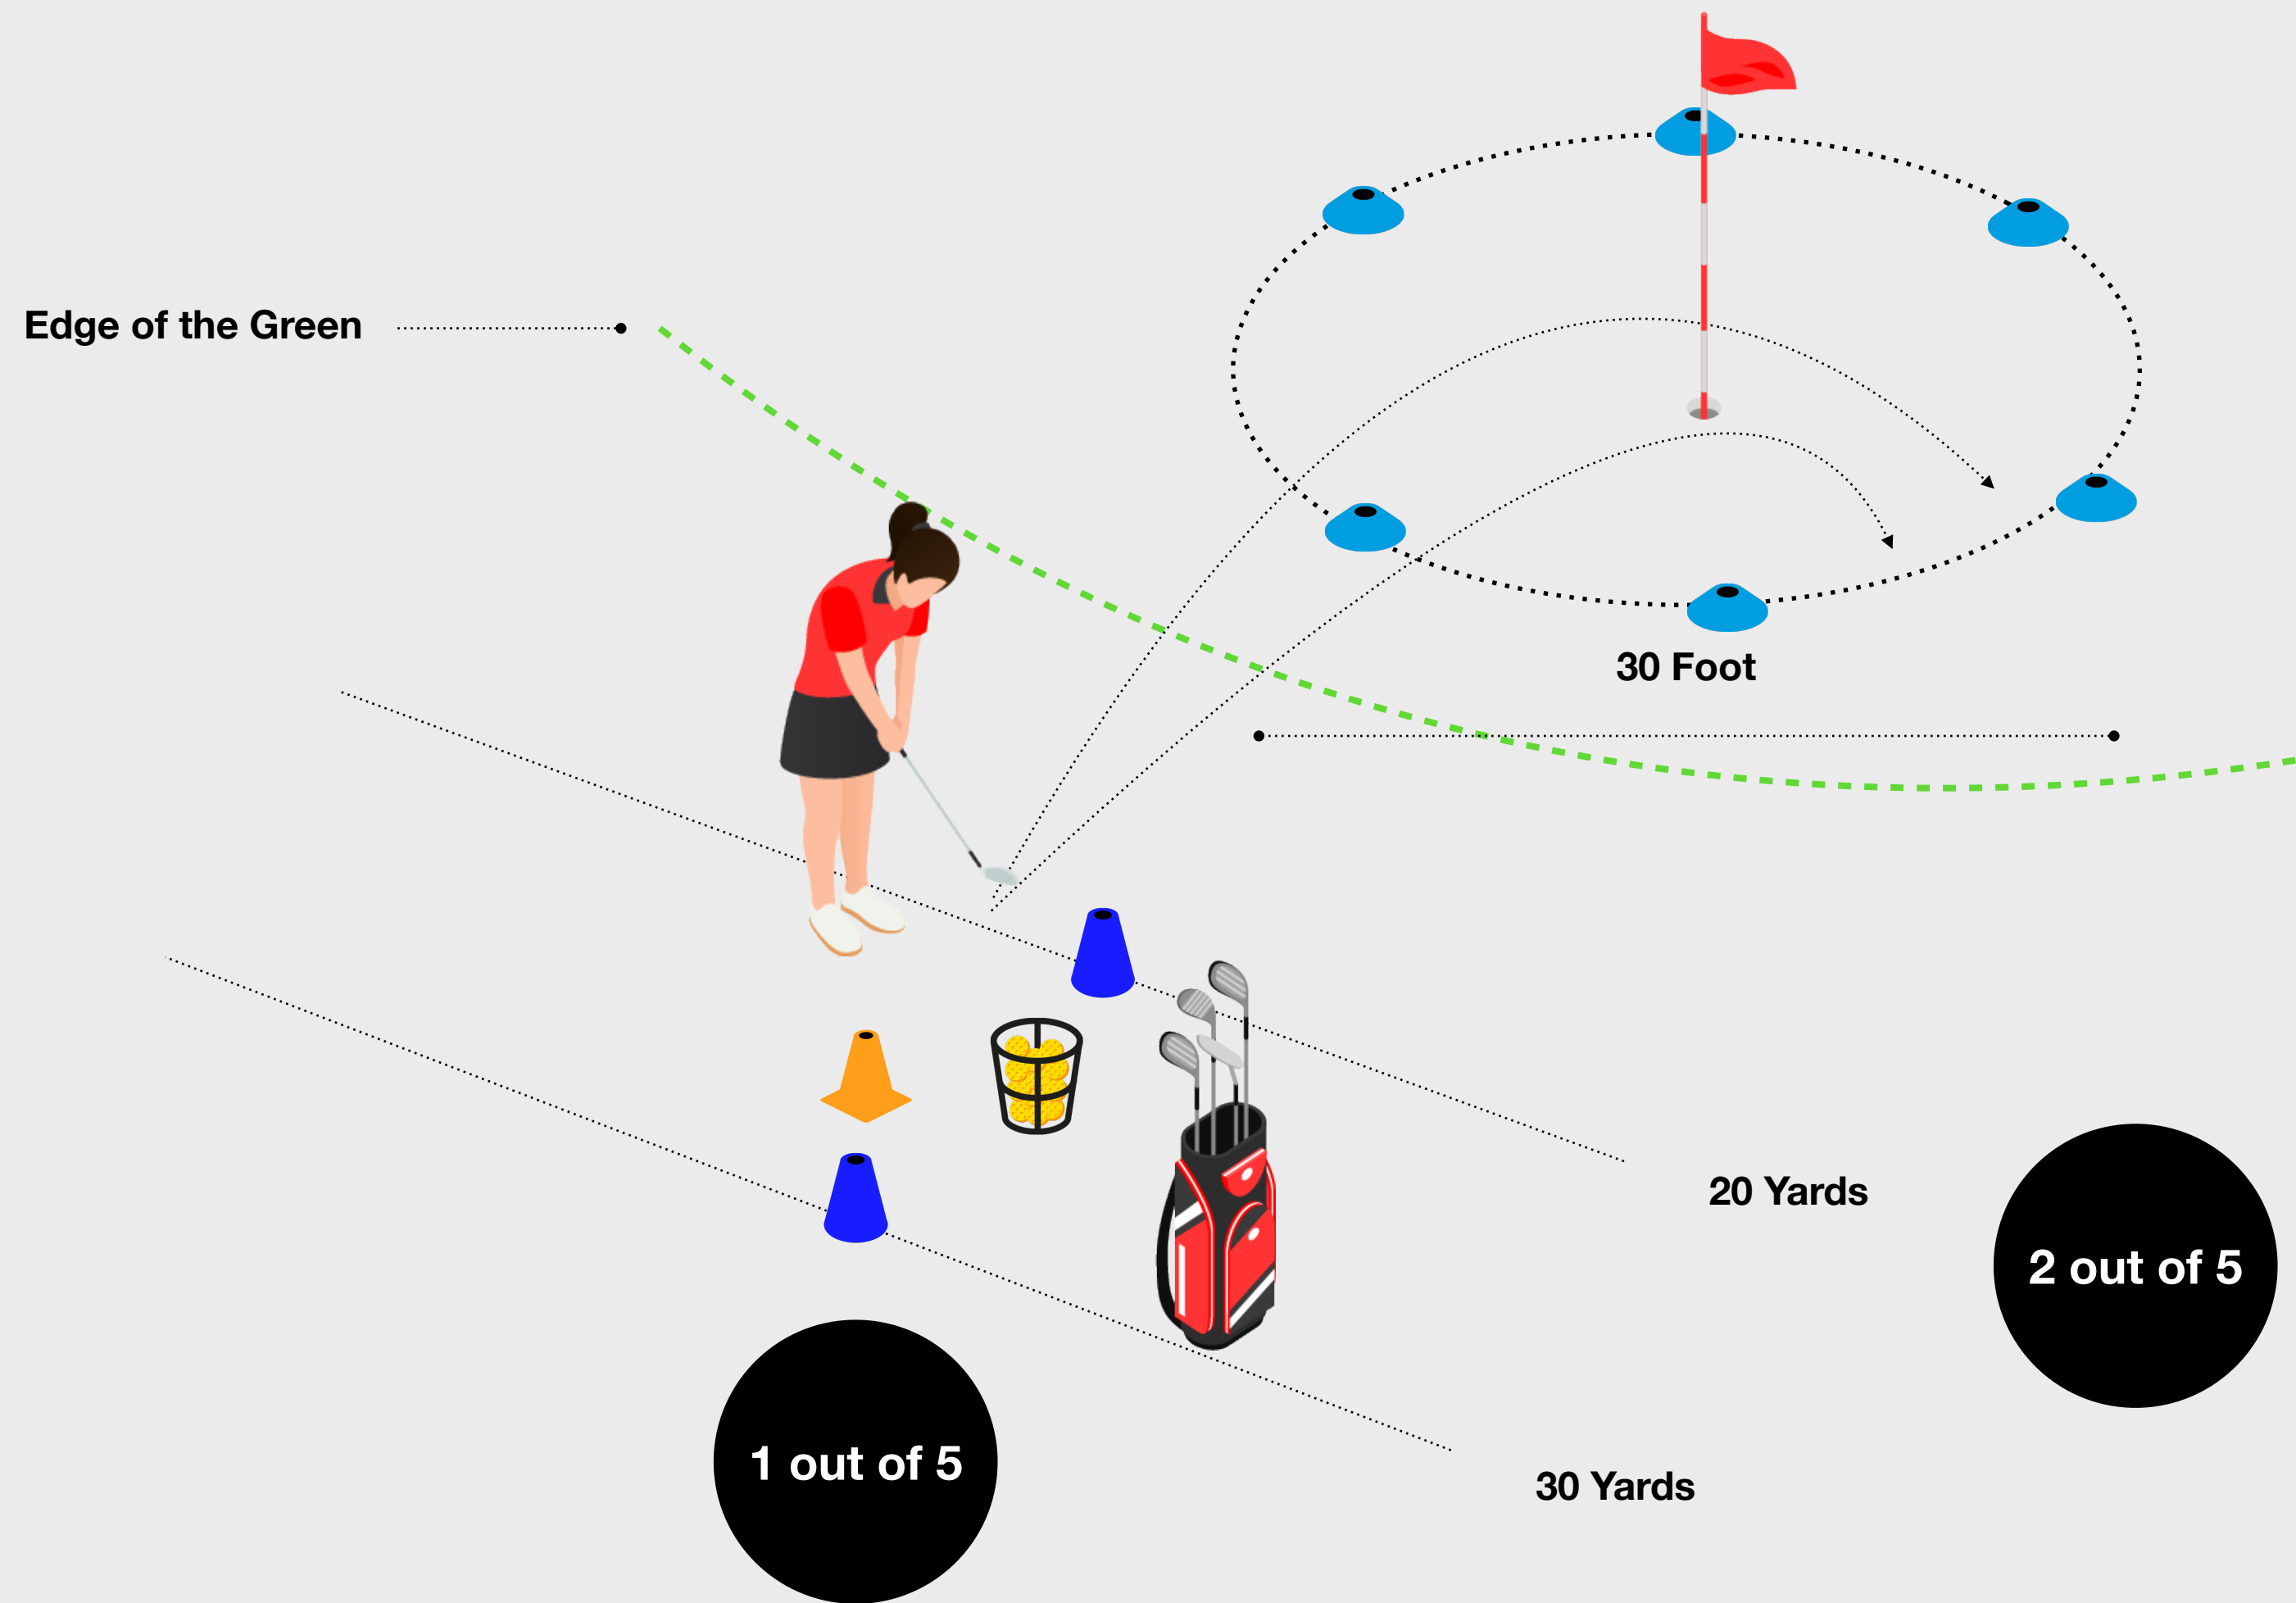 Edge of the Green
30 Foot
20 Yards
2 out of 5
1 out of 5
30 Yards